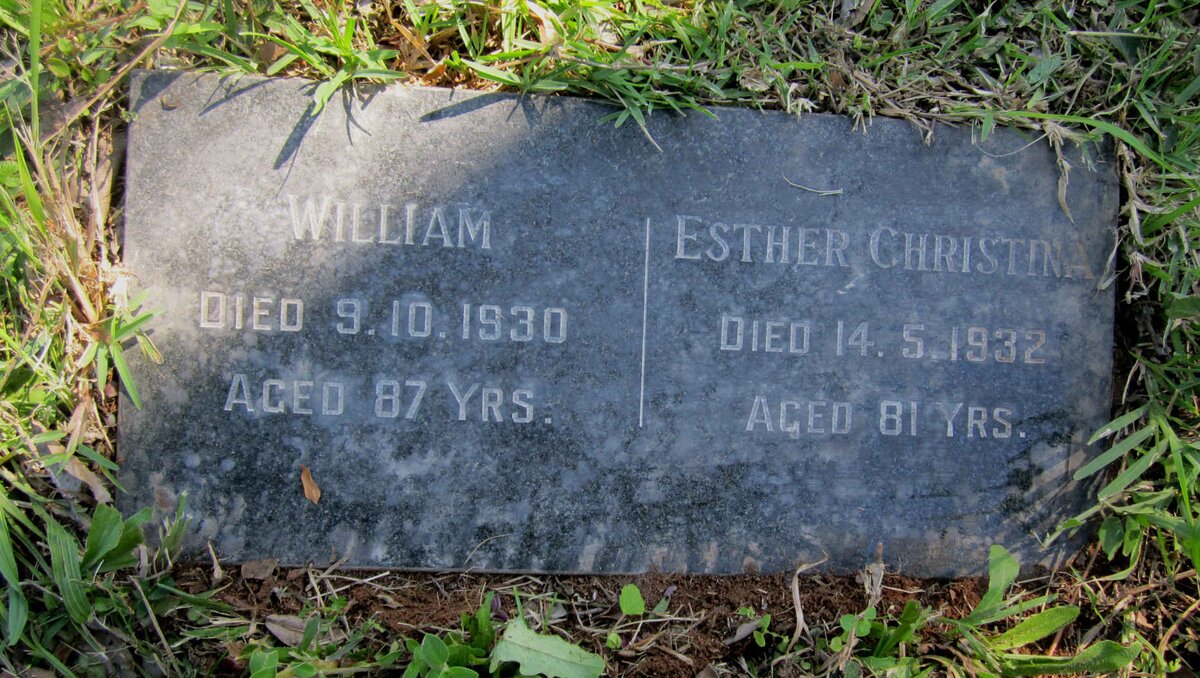 WILLIAM
DIED 9.10.1930
AGED 87 YRS.
ESTHER CHRISTINA
DIED 14.5.1932
AGED 81 YRS.